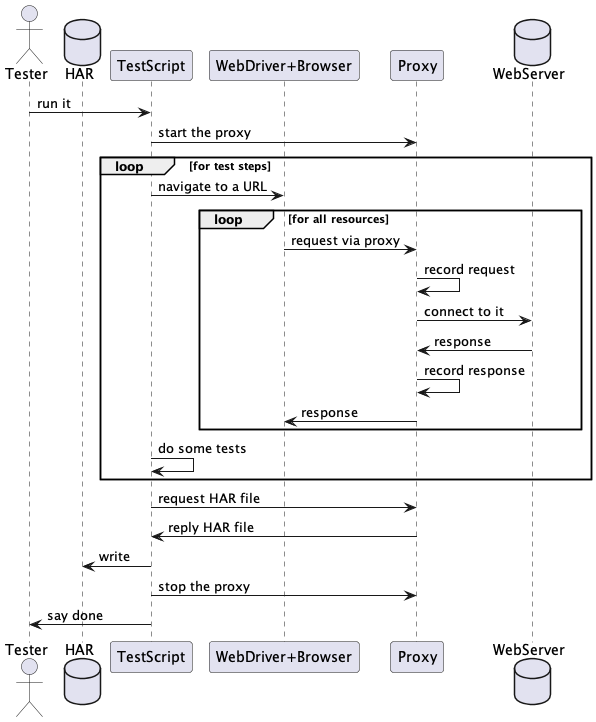 Tester
HAR
TestScript
WebDriver+Browser
Proxy
WebServer
run it
start the proxy
loop [for test steps]
navigate to a URL
loop [for all resources]
request via proxy
record request
connect to it
response
record response
response
do some tests
request HAR file
reply HAR file
write
stop the proxy
say done
Tester
HAR
TestScript
WebDriver+Browser
Proxy
WebServer